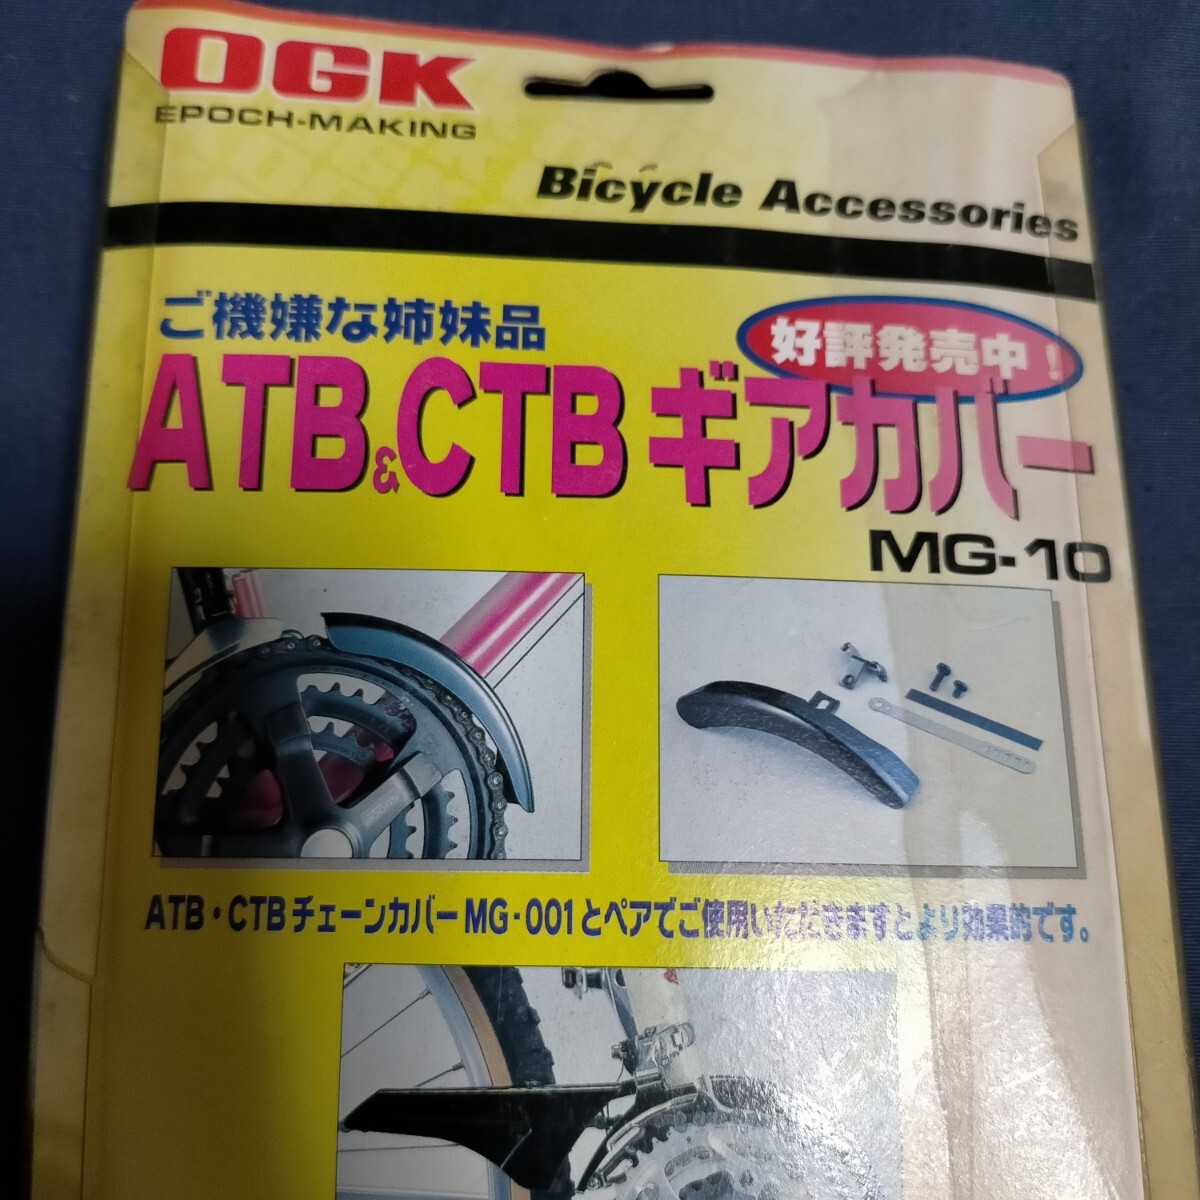 OGK
EPOCH-MAKING
Bicycle Accessories
ご機嫌な姉妹品
好評発売中!
ATB&CTBギアカバー
MG-10
ATB・CTBチェーンカバーMG-001とペアでご使用いただきますとより効果的です。